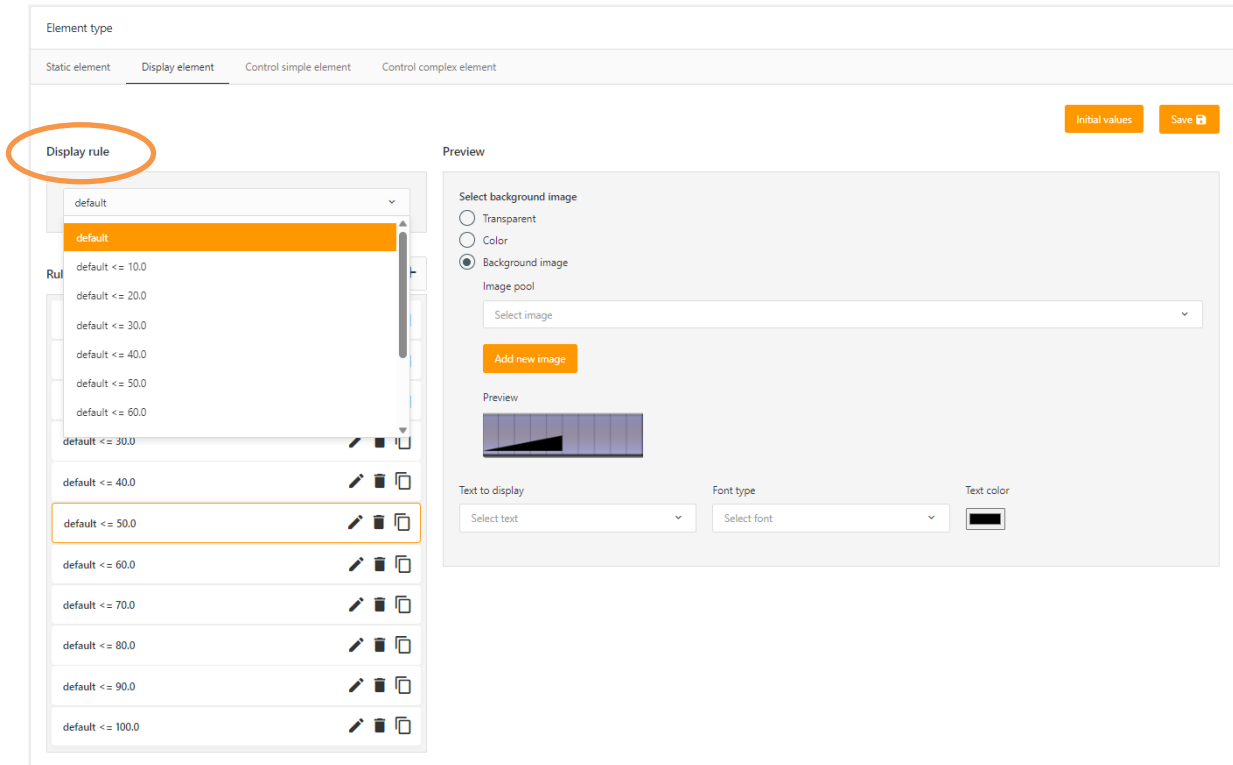 Element type
Static element Display element Control simple element Control complex element
Initial values Save
Display rule
default
default
default <= 10.0
default <= 20.0
default <= 30.0
default <= 40.0
default <= 50.0
default <= 60.0
Rul
default <= 30.0
default <= 40.0
default <= 50.0
default <= 60.0
default <= 70.0
default <= 80.0
default <= 90.0
default <= 100.0
Preview
Select background image
Transparent
Color
Background image
Image pool
Select image
Add new image
Preview
Text to display Font type Text color
Select text Select font